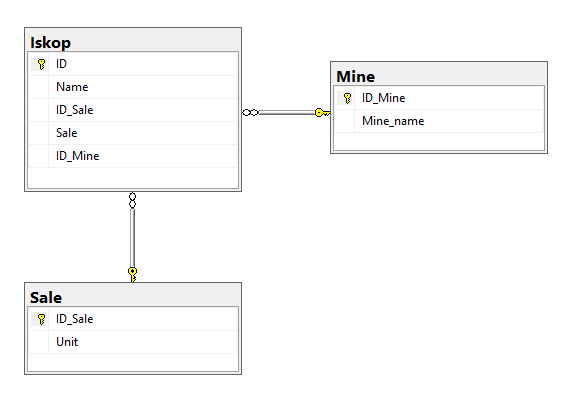 Iskop
ID
Name
ID_Sale
Sale
ID_Mine
Mine
ID_Mine
Mine_name
Sale
ID_Sale
Unit